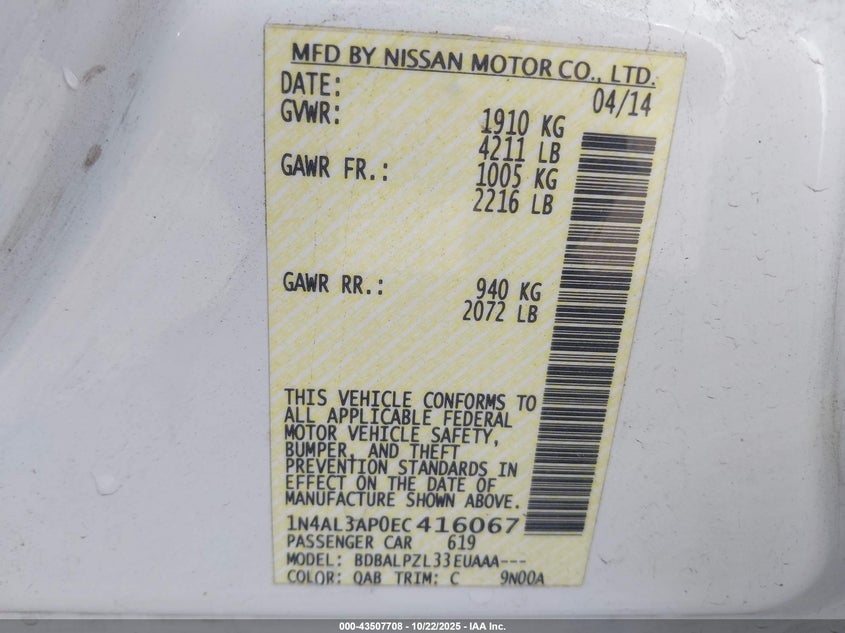 MFD BY NISSAN MOTOR CO., LTD.
DATE: 04/14
GVWR: 1910 KG
4211 LB
GAWR FR.: 1005 KG
2216 LB
GAWR RR.: 940 KG
2072 LB
THIS VEHICLE CONFORMS TO
ALL APPLICABLE FEDERAL
MOTOR VEHICLE SAFETY,
BUMPER, AND THEFT
PREVENTION STANDARDS IN
EFFECT ON THE DATE OF
MANUFACTURE SHOWN ABOVE.
1N4AL3AP0EC416067
PASSENGER CAR 619
MODEL: BDBALPZL33EUAAA---
COLOR: QAB TRIM: C 9N00A
000-43507708 - 10/22/2025 - IAA Inc.